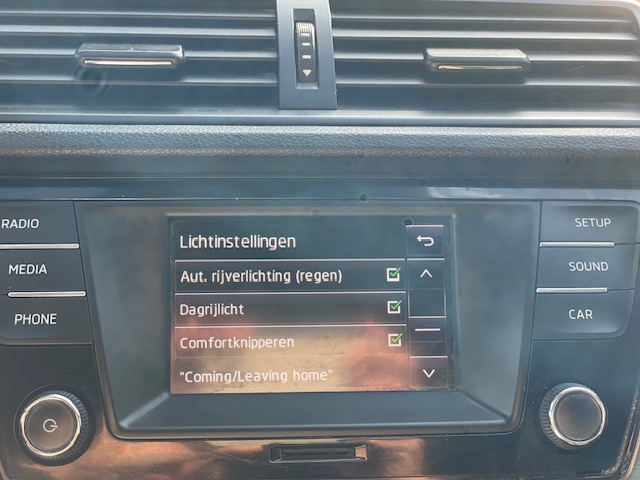 RADIO
MEDIA
PHONE
Lichtinstellingen
Aut. rijverlichting (regen)
Dagrijlicht
Comfortknipperen
"Coming/Leaving home"
SETUP
SOUND
CAR